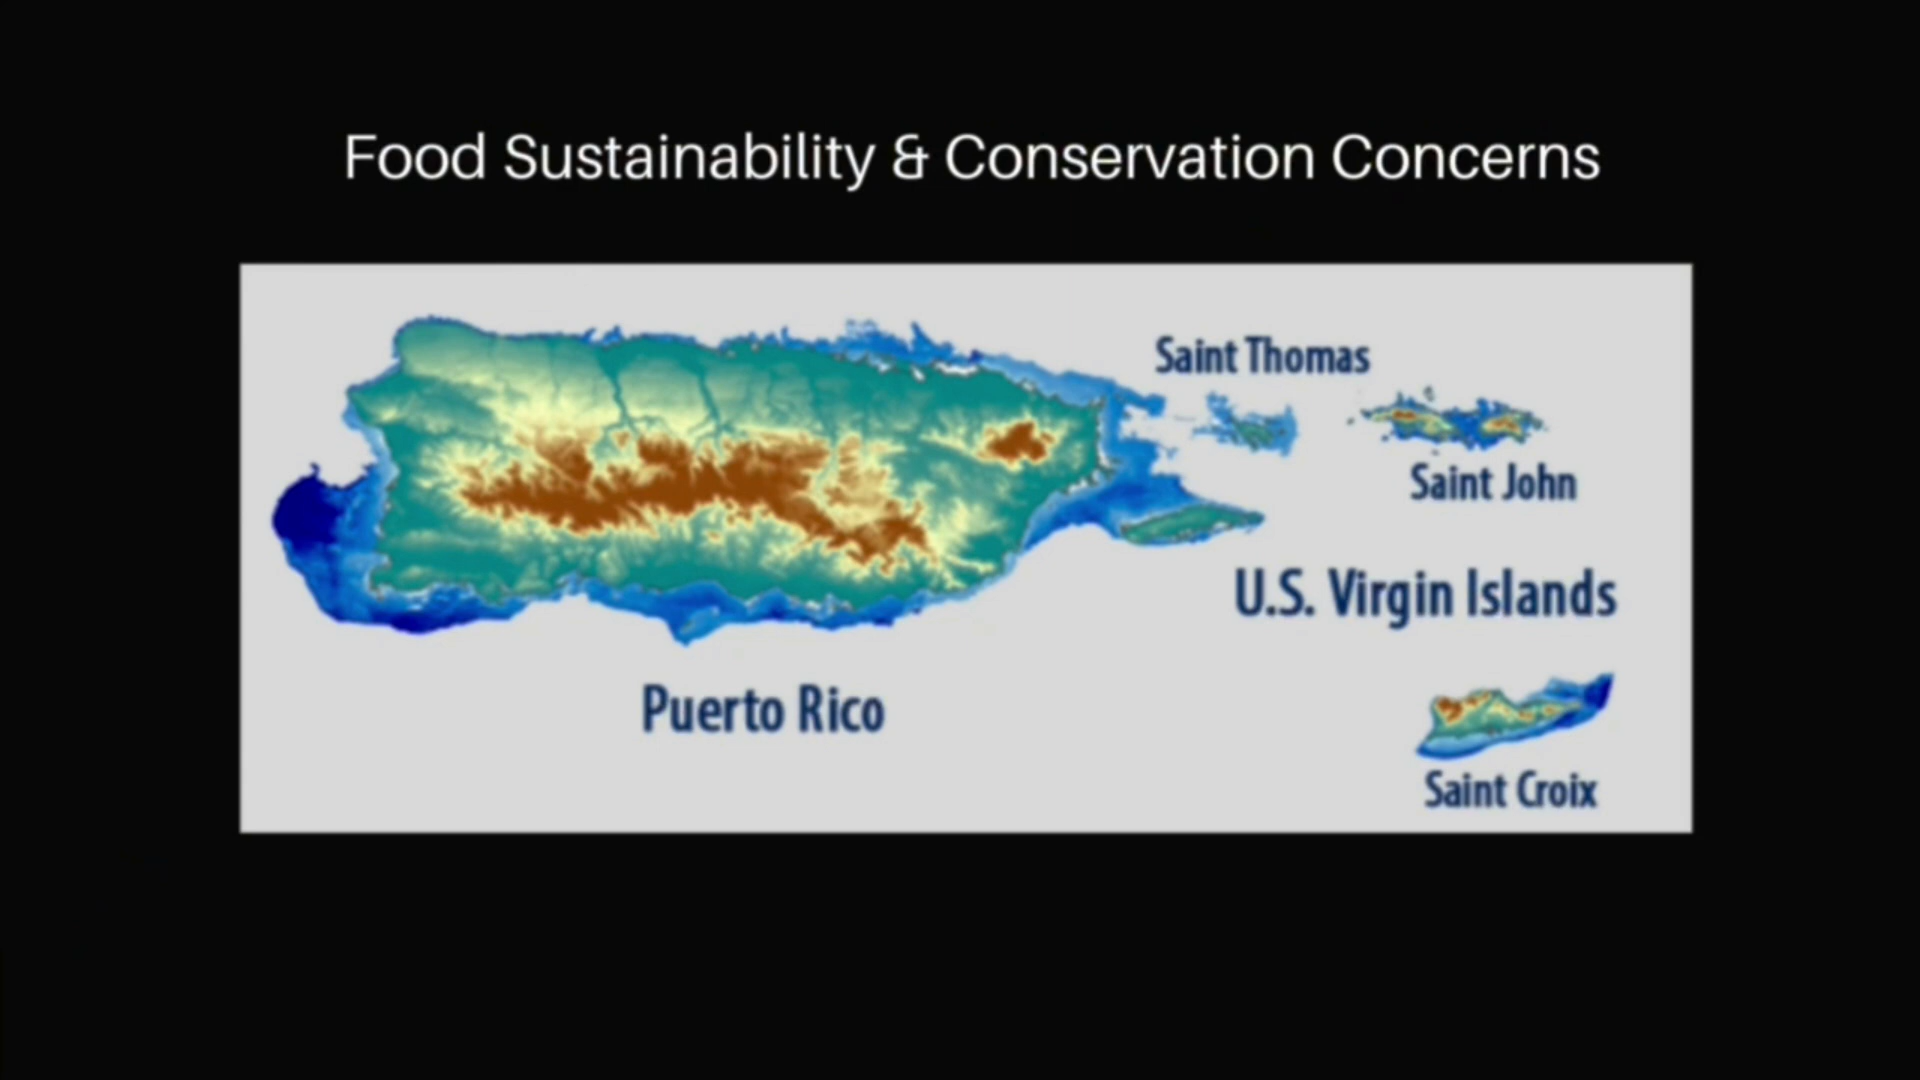 Food Sustainability & Conservation Concerns
Saint Thomas
Saint John
U.S. Virgin Islands
Puerto Rico
Saint Croix